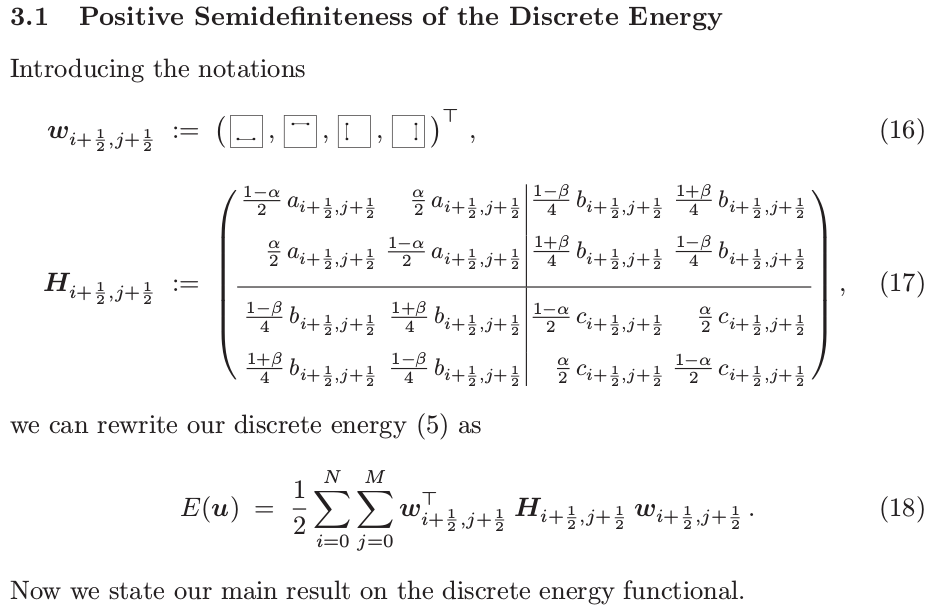 3.1 Positive Semidefiniteness of the Discrete Energy
Introducing the notations
$\boldsymbol{w}_{i+\frac{1}{2},j+\frac{1}{2}} := ( \boxed{\_} , \boxed{^-} , \boxed{|\ } , \boxed{\ |} )^\top ,$ (16)
$\boldsymbol{H}_{i+\frac{1}{2},j+\frac{1}{2}} := \left( \begin{array}{cc|cc} \frac{1-\alpha}{2} a_{i+\frac{1}{2},j+\frac{1}{2}} & \frac{\alpha}{2} a_{i+\frac{1}{2},j+\frac{1}{2}} & \frac{1-\beta}{4} b_{i+\frac{1}{2},j+\frac{1}{2}} & \frac{1+\beta}{4} b_{i+\frac{1}{2},j+\frac{1}{2}} \\ \frac{\alpha}{2} a_{i+\frac{1}{2},j+\frac{1}{2}} & \frac{1-\alpha}{2} a_{i+\frac{1}{2},j+\frac{1}{2}} & \frac{1+\beta}{4} b_{i+\frac{1}{2},j+\frac{1}{2}} & \frac{1-\beta}{4} b_{i+\frac{1}{2},j+\frac{1}{2}} \\ \hline \frac{1-\beta}{4} b_{i+\frac{1}{2},j+\frac{1}{2}} & \frac{1+\beta}{4} b_{i+\frac{1}{2},j+\frac{1}{2}} & \frac{1-\alpha}{2} c_{i+\frac{1}{2},j+\frac{1}{2}} & \frac{\alpha}{2} c_{i+\frac{1}{2},j+\frac{1}{2}} \\ \frac{1+\beta}{4} b_{i+\frac{1}{2},j+\frac{1}{2}} & \frac{1-\beta}{4} b_{i+\frac{1}{2},j+\frac{1}{2}} & \frac{\alpha}{2} c_{i+\frac{1}{2},j+\frac{1}{2}} & \frac{1-\alpha}{2} c_{i+\frac{1}{2},j+\frac{1}{2}} \end{array} \right) ,$ (17)
we can rewrite our discrete energy (5) as
$E(\boldsymbol{u}) = \frac{1}{2} \sum_{i=0}^{N} \sum_{j=0}^{M} \boldsymbol{w}_{i+\frac{1}{2},j+\frac{1}{2}}^\top \boldsymbol{H}_{i+\frac{1}{2},j+\frac{1}{2}} \boldsymbol{w}_{i+\frac{1}{2},j+\frac{1}{2}} .$ (18)
Now we state our main result on the discrete energy functional.